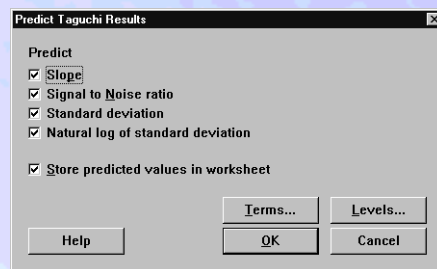 Predict Taguchi Results
Predict
Slope
Signal to Noise ratio
Standard deviation
Natural log of standard deviation
Store predicted values in worksheet
Terms...
Levels...
Help
OK
Cancel